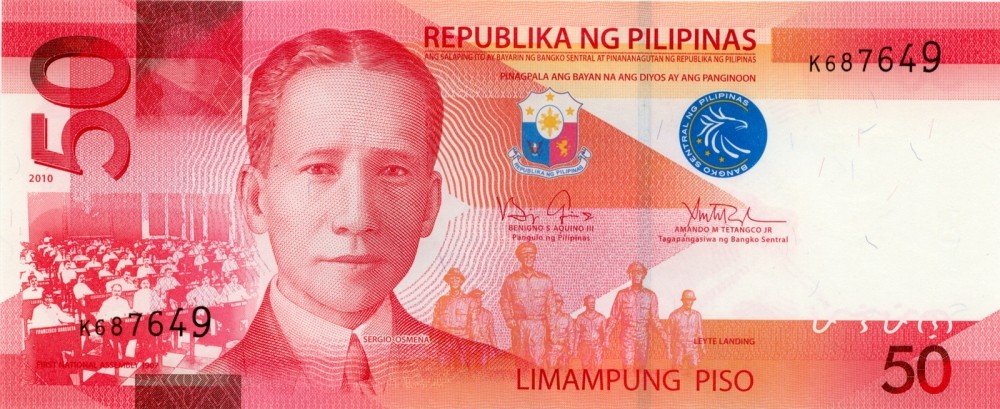 50
REPUBLIKA NG PILIPINAS
ANG SALAPING ITO AY BAYARIN NG BANGKO SENTRAL AT PINANANAGUTAN NG REPUBLIKA NG PILIPINAS
PINAGPALA ANG BAYAN NA ANG DIYOS AY ANG PANGINOON
K687649
2010
REPUBLIKA NG PILIPINAS
BANGKO SENTRAL NG PILIPINAS
BENIGNO S AQUINO III
Pangulo ng Pilipinas
AMANDO M TETANGCO JR
Tagapangasiwa ng Bangko Sentral
K687649
SERGIO OSMEÑA
LEYTE LANDING
FIRST NATIONAL ASSEMBLY 1907
LIMAMPUNG PISO
50